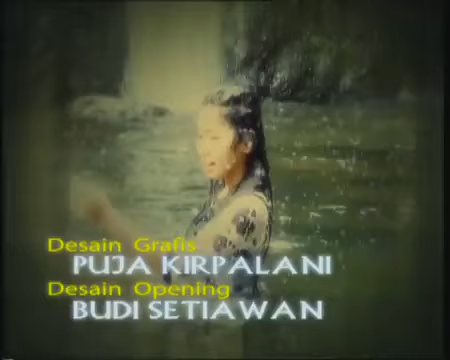 Desain Grafis
PUJA KIRPALANI
Desain Opening
BUDI SETIAWAN